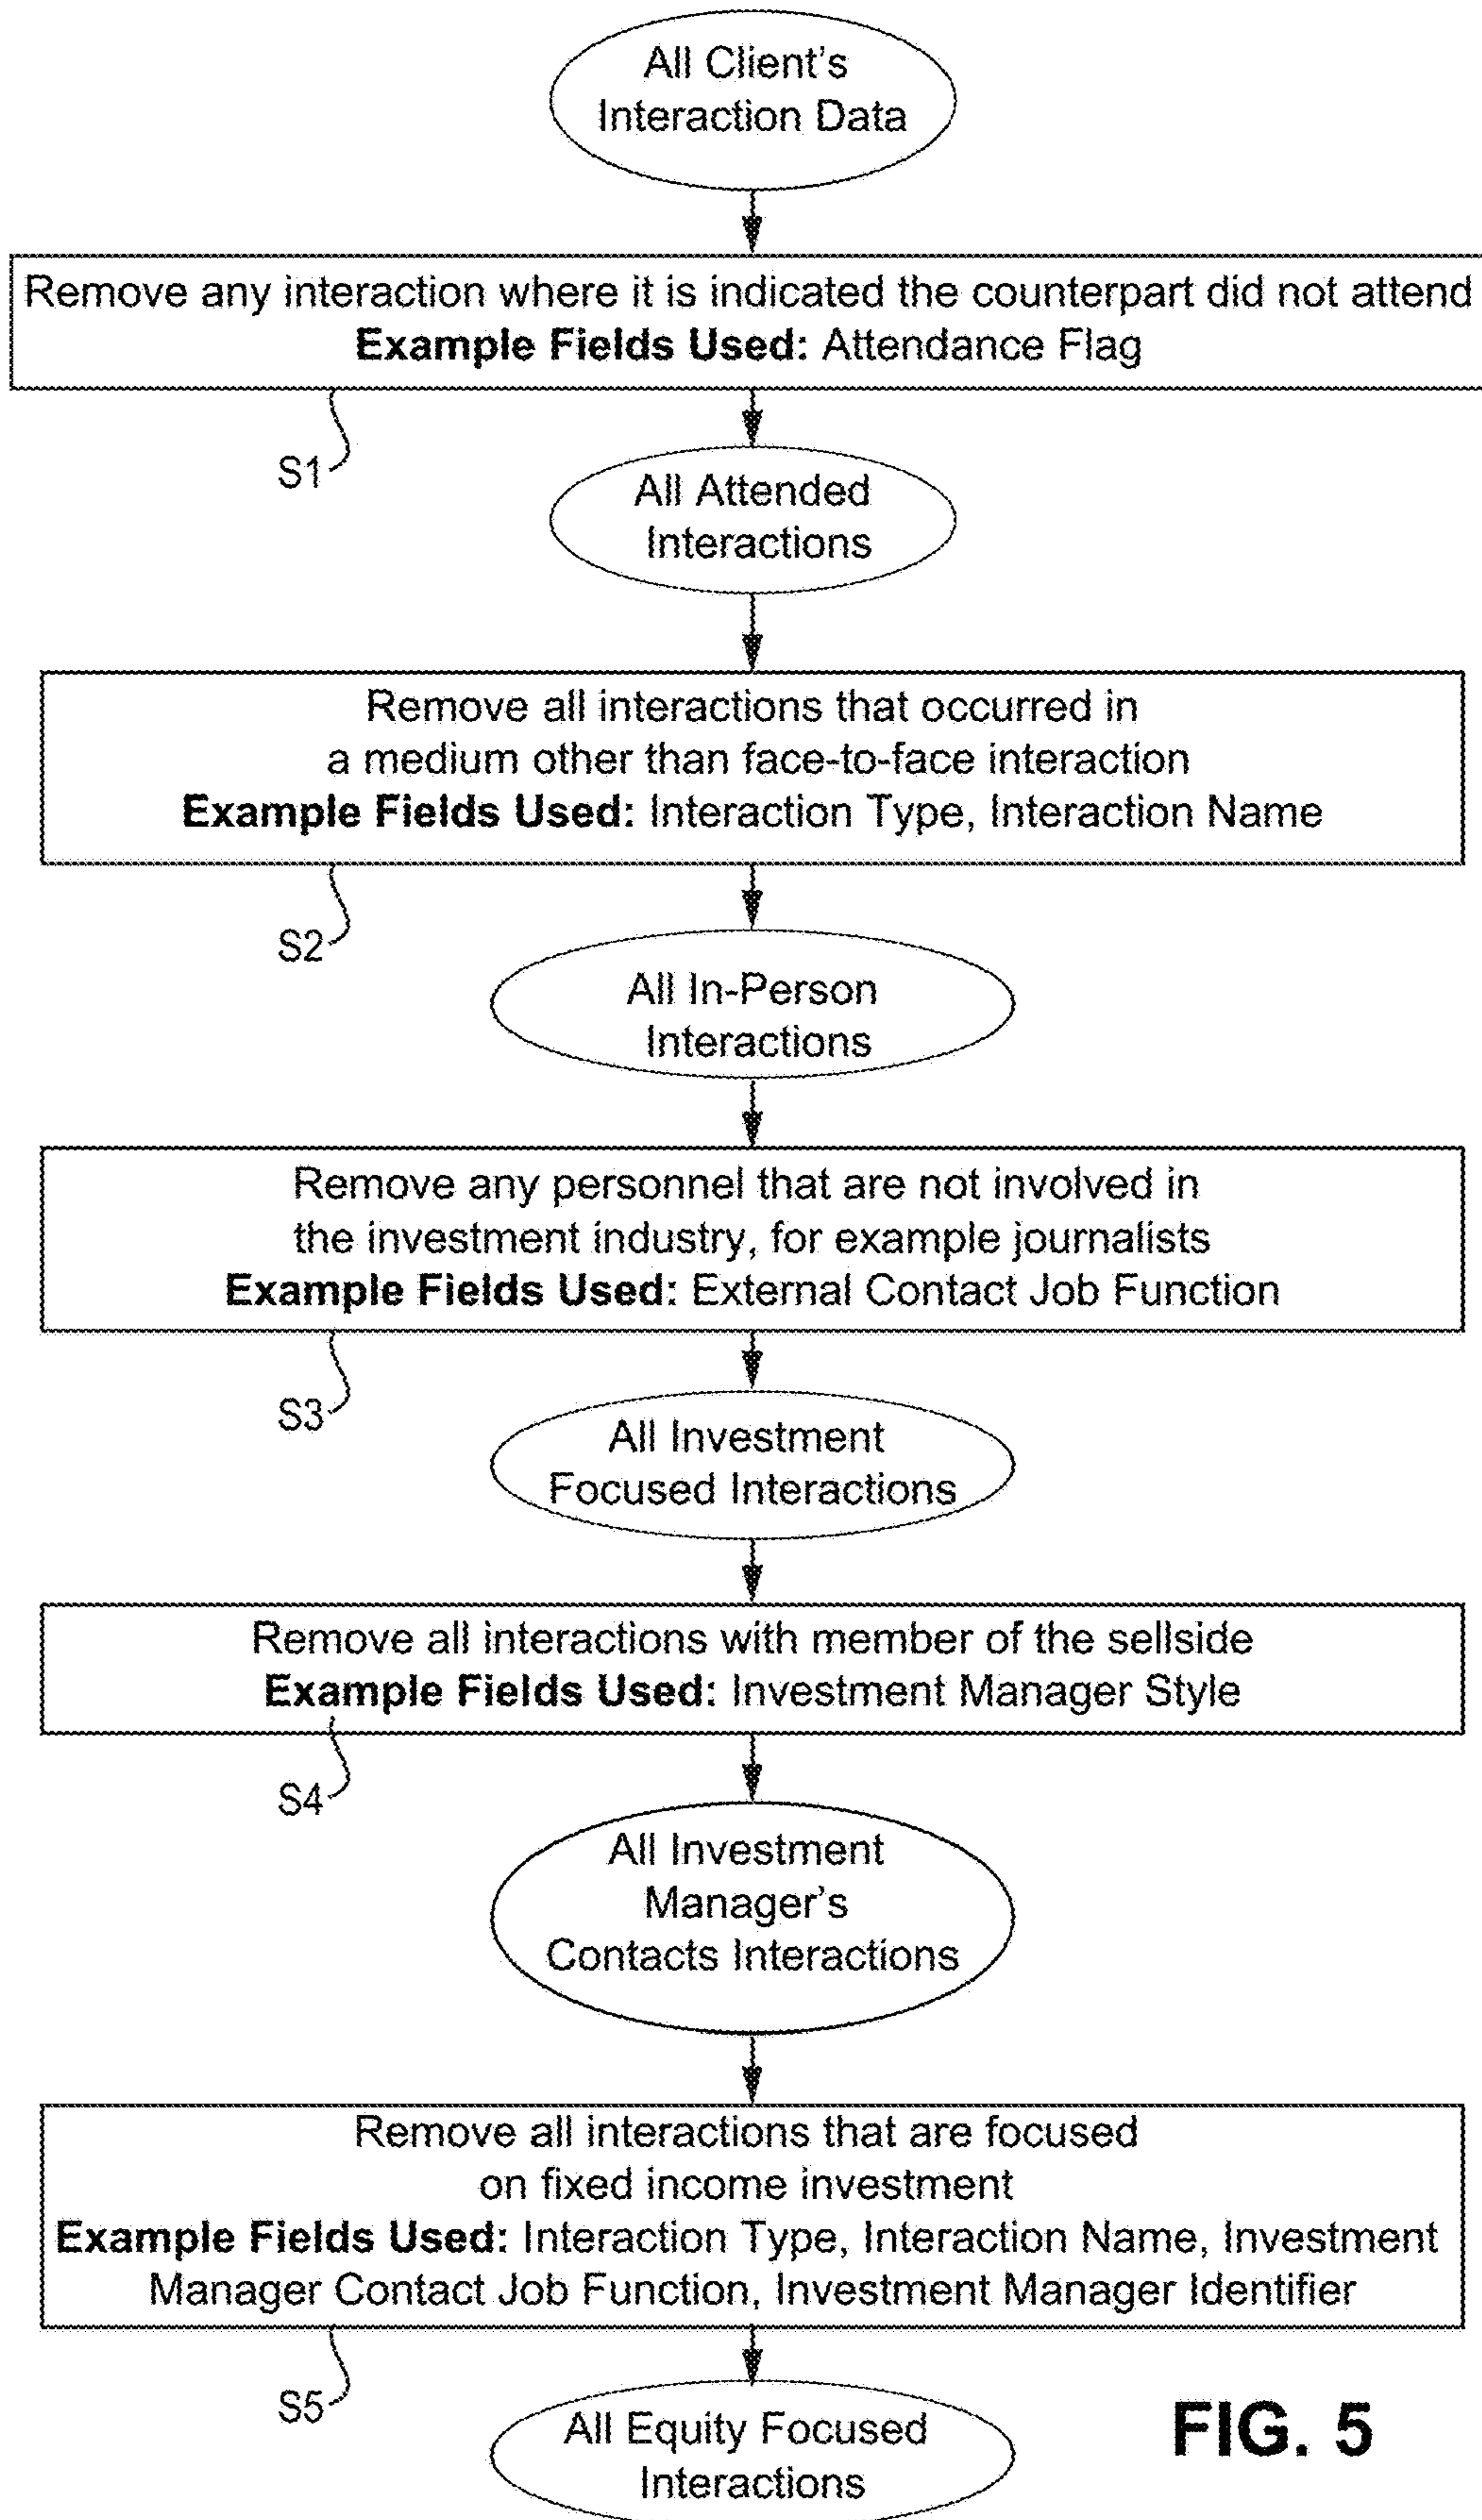 All Client's
Interaction Data
Remove any interaction where it is indicated the counterpart did not attend
Example Fields Used: Attendance Flag
S1
All Attended
Interactions
Remove all interactions that occurred in
a medium other than face-to-face interaction
Example Fields Used: Interaction Type, Interaction Name
S2
All In-Person
Interactions
Remove any personnel that are not involved in
the investment industry, for example journalists
Example Fields Used: External Contact Job Function
S3
All Investment
Focused Interactions
Remove all interactions with member of the sellside
Example Fields Used: Investment Manager Style
S4
All Investment
Manager's
Contacts Interactions
Remove all interactions that are focused
on fixed income investment
Example Fields Used: Interaction Type, Interaction Name, Investment
Manager Contact Job Function, Investment Manager Identifier
S5
All Equity Focused
Interactions
FIG. 5